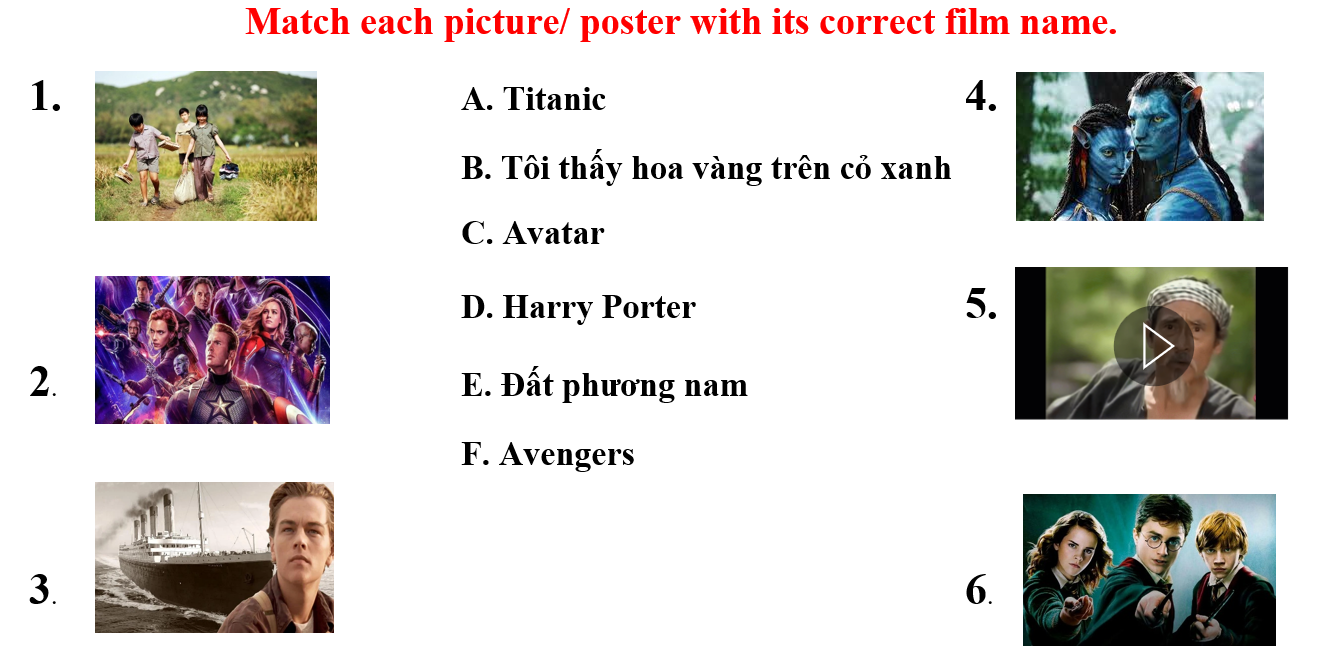 Match each picture/ poster with its correct film name.
1.
A. Titanic
4.
B. Tôi thấy hoa vàng trên cỏ xanh
C. Avatar
D. Harry Porter
5.
2.
E. Đất phương nam
F. Avengers
3.
6.